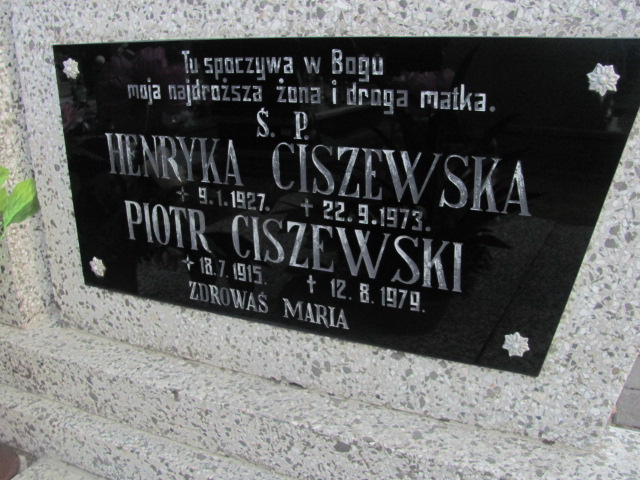 Tu spoczywa w Bogu
moja najdroższa żona i droga matka.
Ś. P.
HENRYKA CISZEWSKA
+ 9.1.1927. + 22.9.1973.
PIOTR CISZEWSKI
+ 18.7.1915. + 12.8.1979.
ZDROWAŚ MARIA